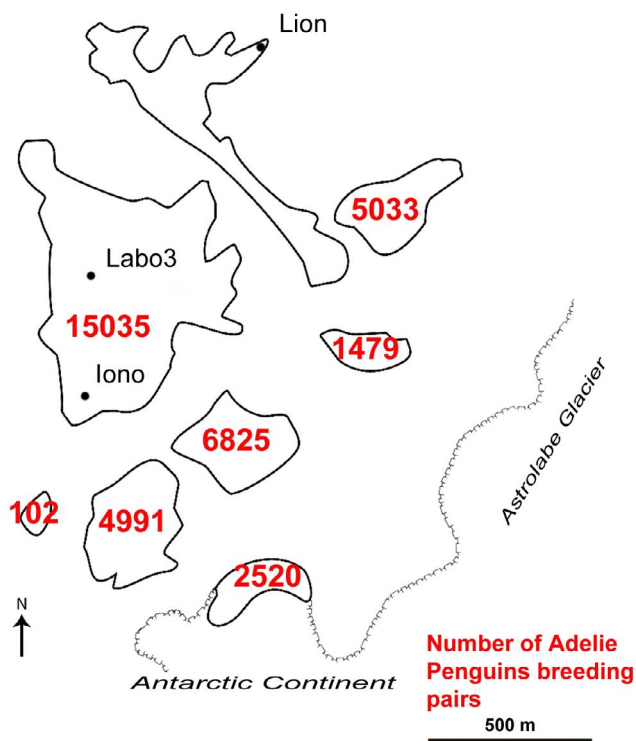 Lion
5033
Labo3
15035
1479
Iono
6825
Astrolabe Glacier
102
4991
2520
N
Antarctic Continent
Number of Adelie
Penguins breeding
pairs
500 m